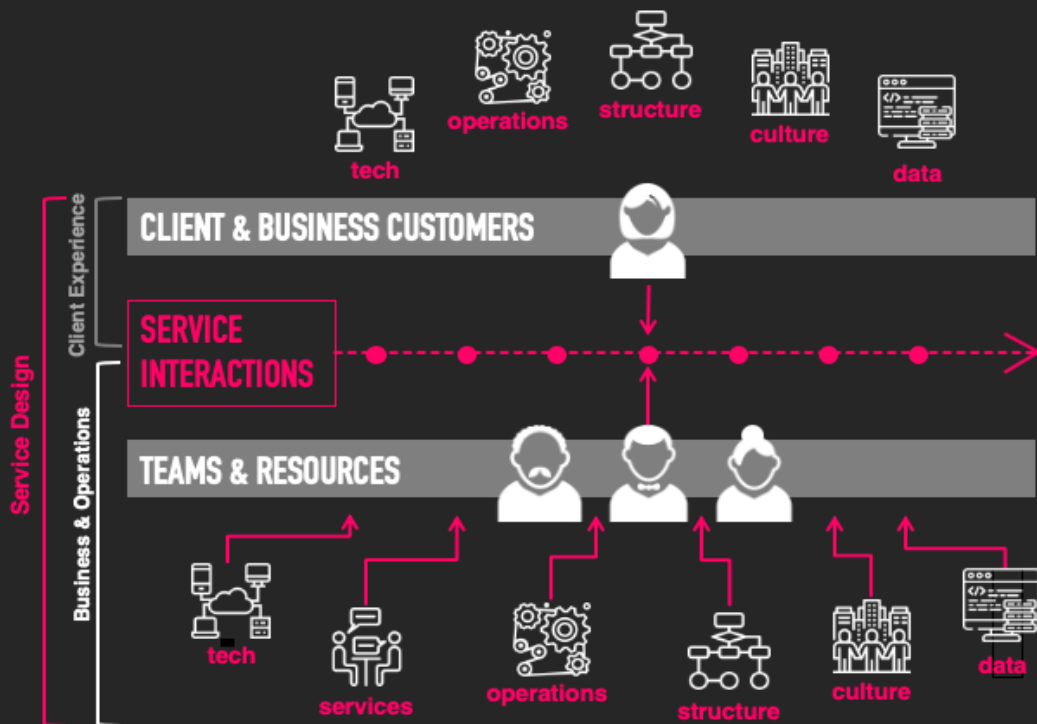 operations
structure
culture
tech
data
Service Design
Client Experience
CLIENT & BUSINESS CUSTOMERS
SERVICE
INTERACTIONS
Business & Operations
TEAMS & RESOURCES
tech
services
operations
structure
culture
data